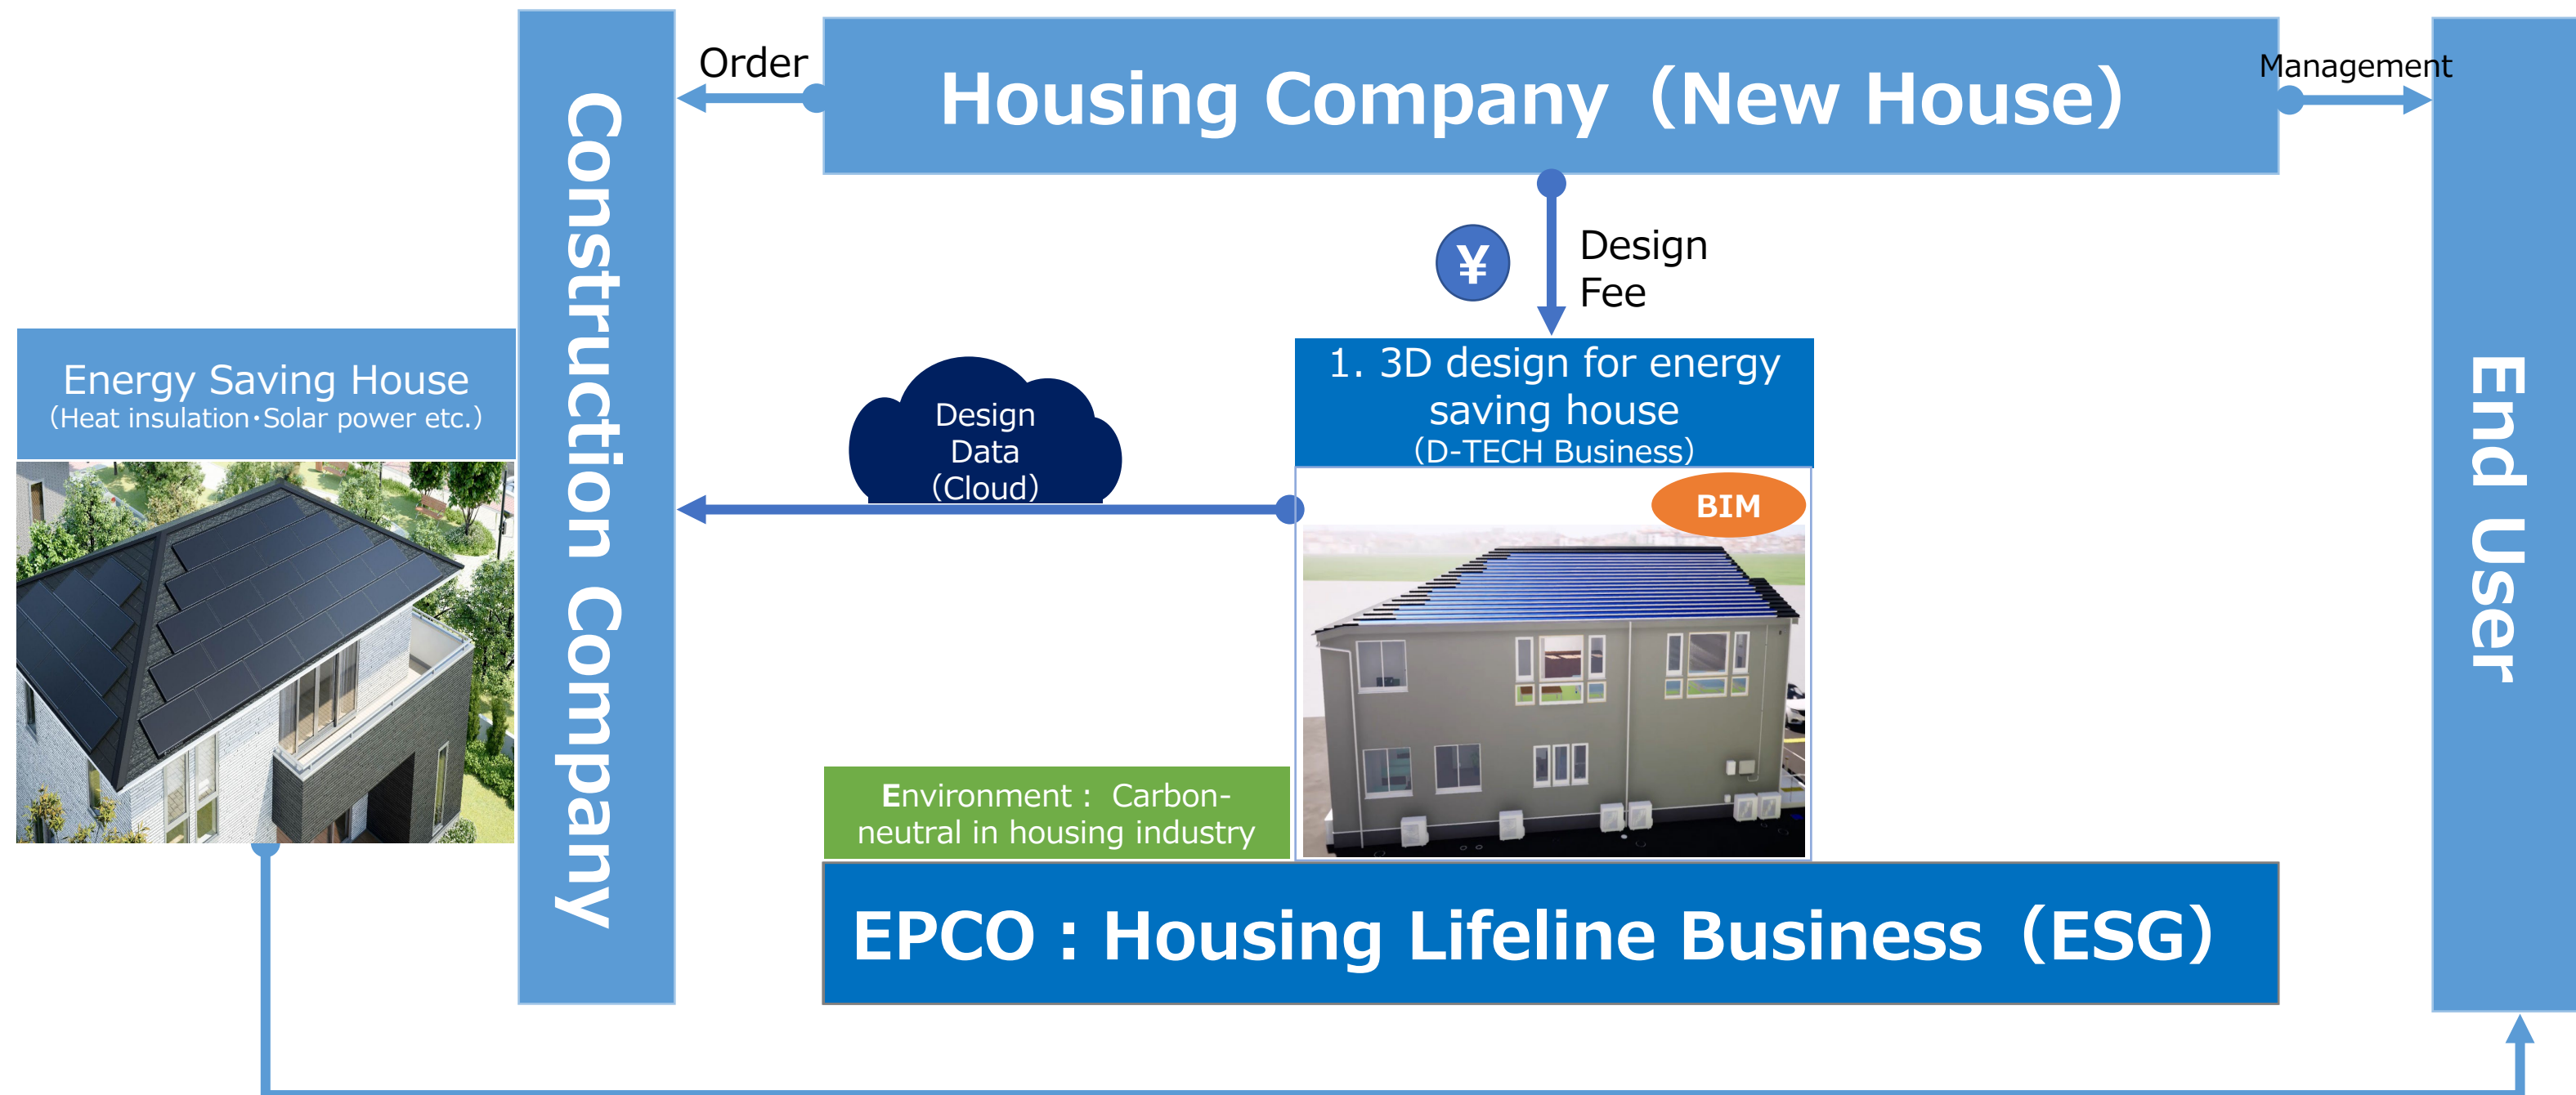 Order
Housing Company（New House）
Management
Construction Company
End User
¥
Design
Fee
Energy Saving House
（Heat insulation・Solar power etc.）
Design
Data
（Cloud）
1. 3D design for energy
saving house
（D-TECH Business）
BIM
Environment： Carbon-
neutral in housing industry
EPCO：Housing Lifeline Business（ESG）